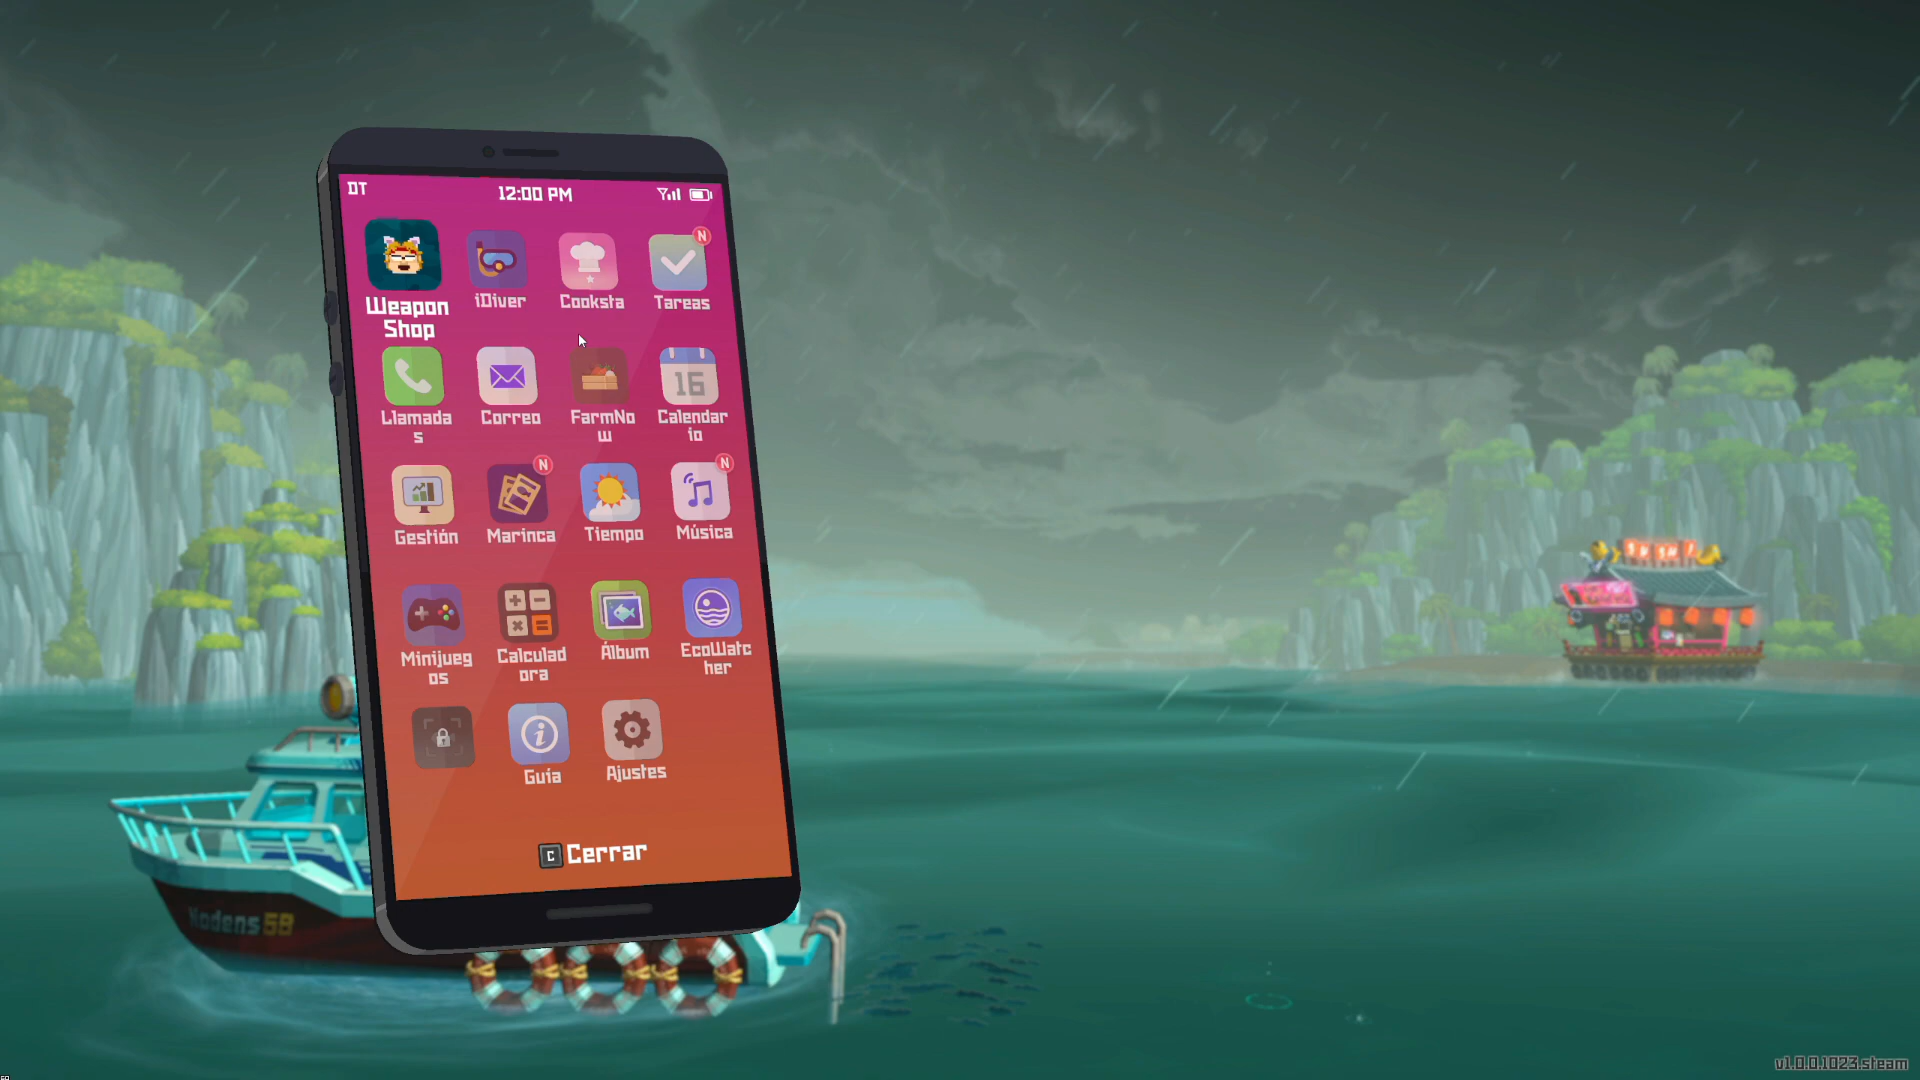 DT
12:00 PM
N
Weapon
Shop
iDiver
Cooksta
Tareas
16
Llamada
s
Correo
FarmNo
w
Calendar
io
N
N
Gestión
Marinca
Tiempo
Música
Minijueg
os
Calculad
ora
Álbum
EcoWatc
her
i
Guía
Ajustes
C Cerrar
Nodens 58
v1.0.0.1023.steam